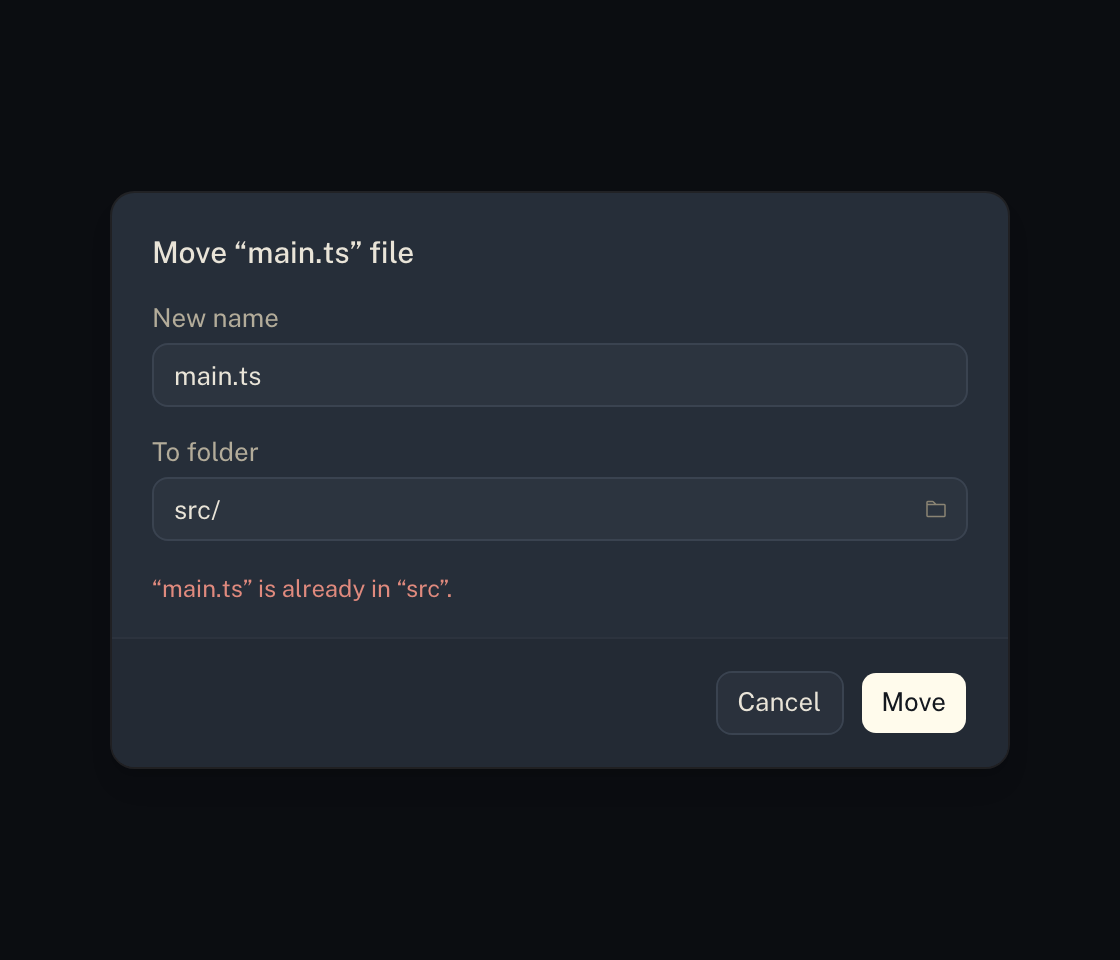 Move “main.ts” file
New name
main.ts
To folder
src/
“main.ts” is already in “src”.
Cancel
Move